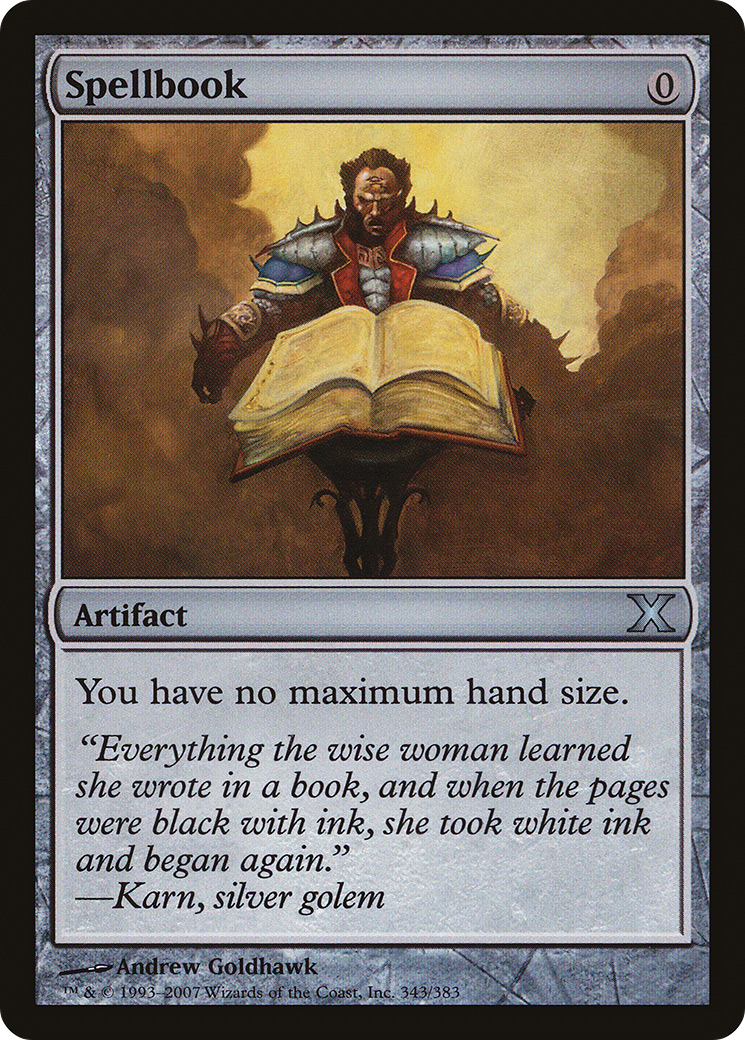 Spellbook
0
Artifact
X
You have no maximum hand size.
“Everything the wise woman learned
she wrote in a book, and when the pages
were black with ink, she took white ink
and began again.”
—Karn, silver golem
Andrew Goldhawk
™ & © 1993–2007 Wizards of the Coast, Inc. 343/383